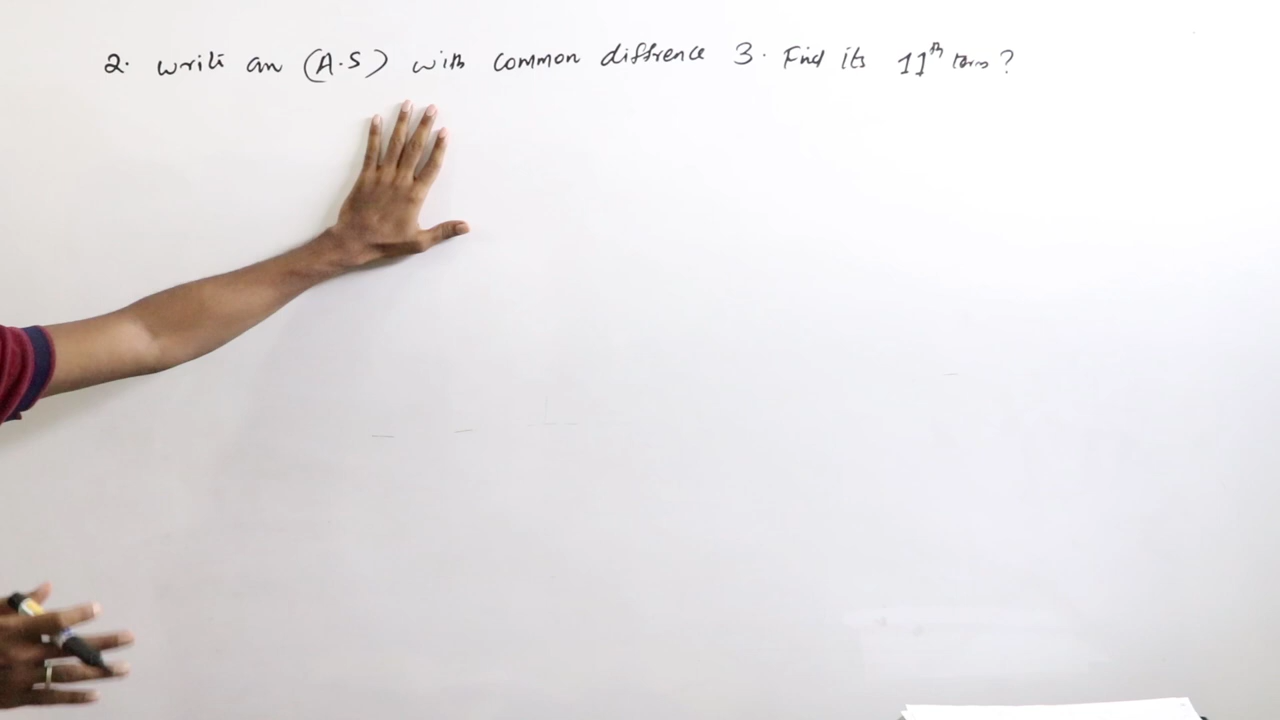 2. write an (A.S) with common diffrence 3. Find its 11th term?